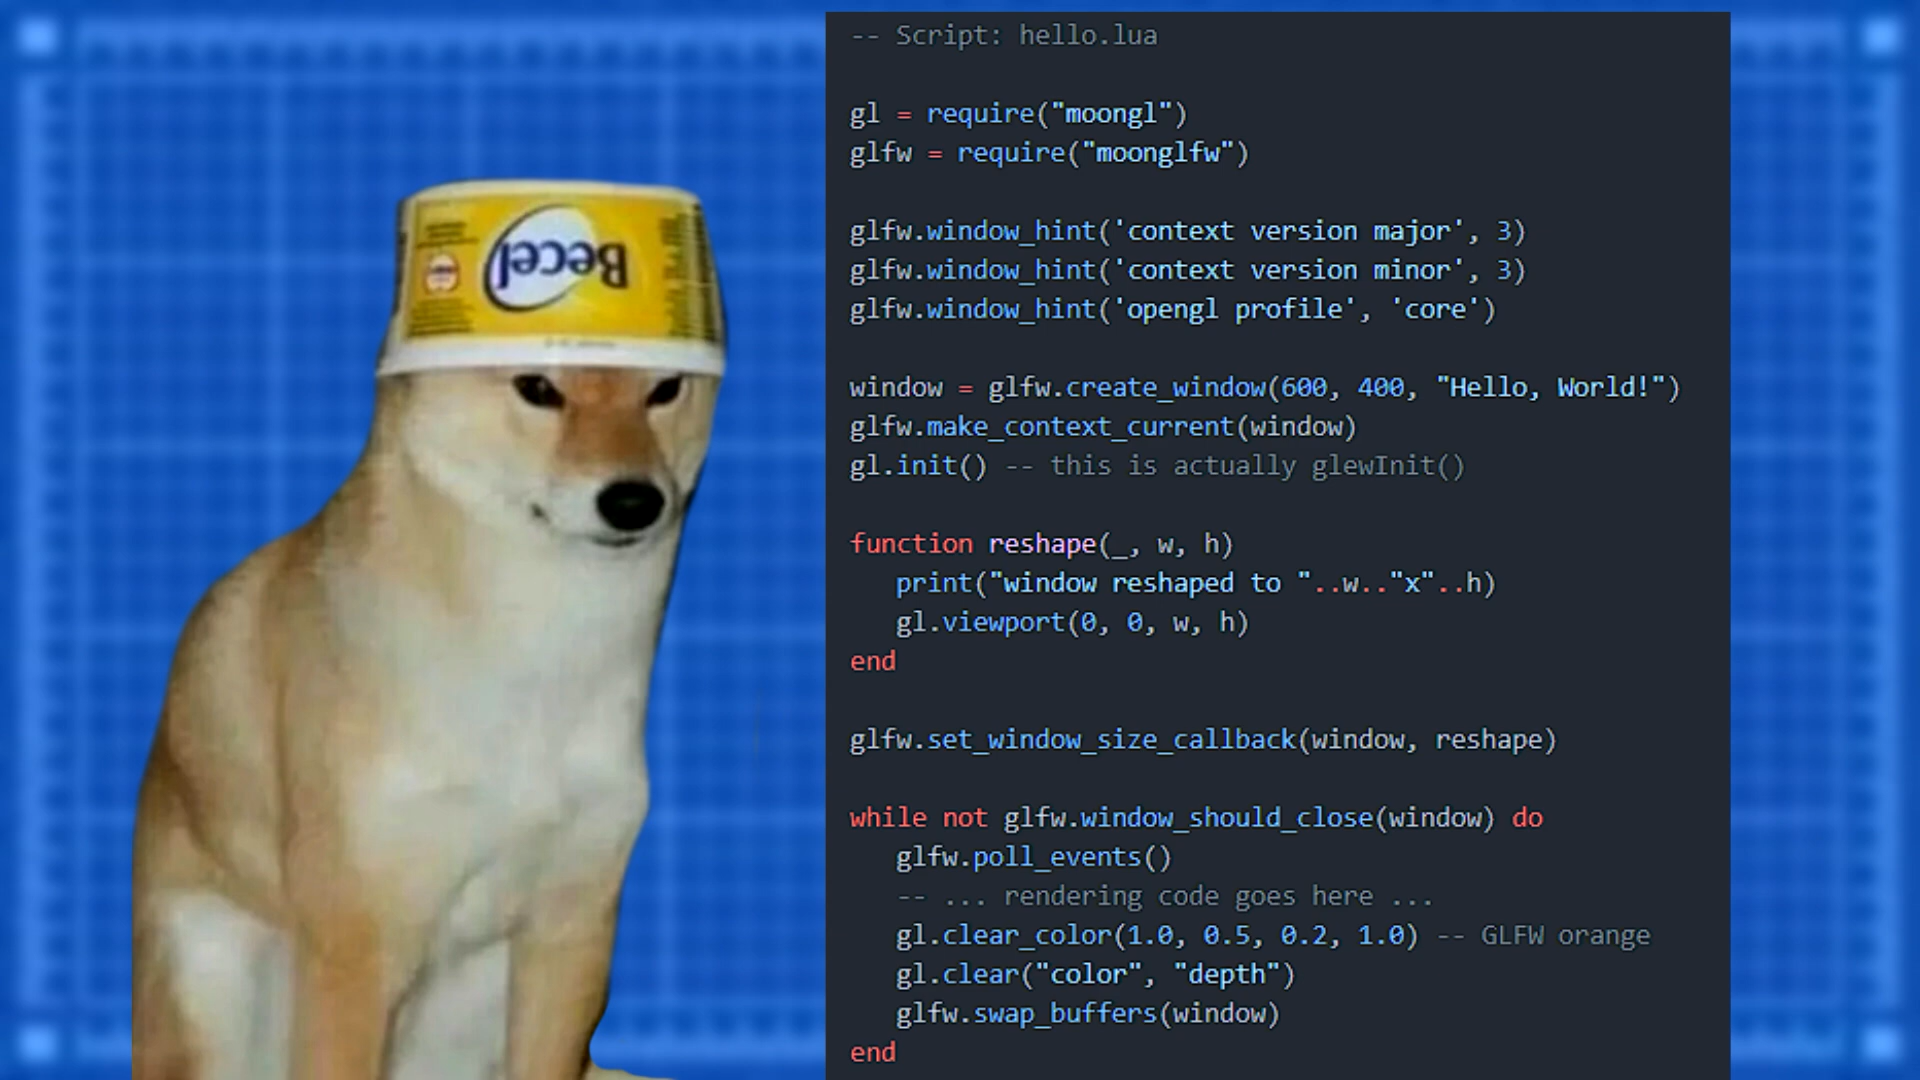 Becel
-- Script: hello.lua
gl = require("moongl")
glfw = require("moonglfw")
glfw.window_hint('context version major', 3)
glfw.window_hint('context version minor', 3)
glfw.window_hint('opengl profile', 'core')
window = glfw.create_window(600, 400, "Hello, World!")
glfw.make_context_current(window)
gl.init() -- this is actually glewInit()
function reshape(_, w, h)
   print("window reshaped to "..w.."x"..h)
   gl.viewport(0, 0, w, h)
end
glfw.set_window_size_callback(window, reshape)
while not glfw.window_should_close(window) do
   glfw.poll_events()
   -- ... rendering code goes here ...
   gl.clear_color(1.0, 0.5, 0.2, 1.0) -- GLFW orange
   gl.clear("color", "depth")
   glfw.swap_buffers(window)
end